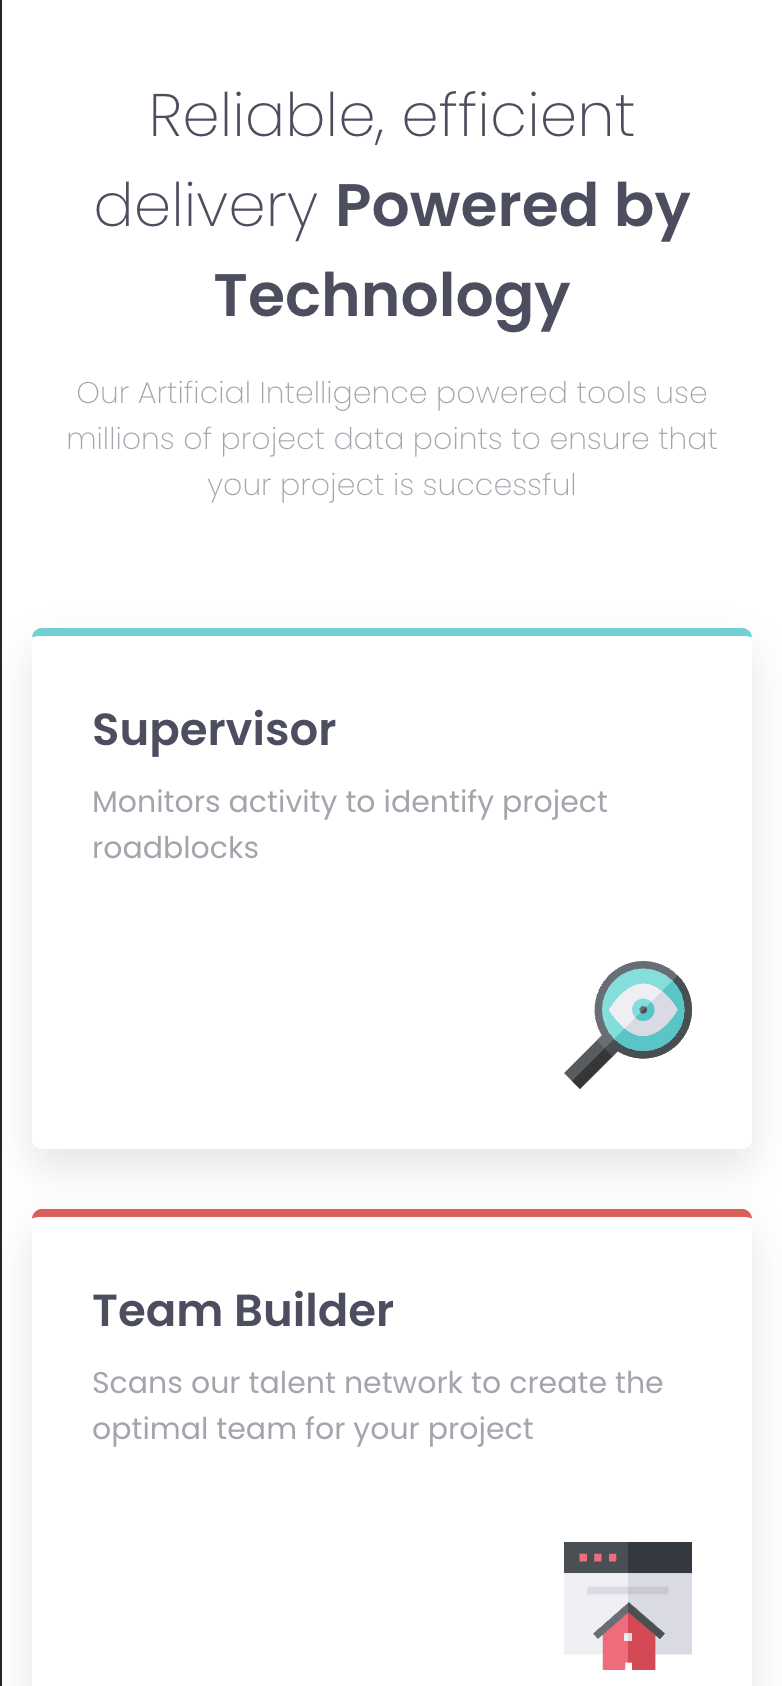 Reliable, efficient
delivery Powered by
Technology
Our Artificial Intelligence powered tools use
millions of project data points to ensure that
your project is successful
Supervisor
Monitors activity to identify project
roadblocks
Team Builder
Scans our talent network to create the
optimal team for your project